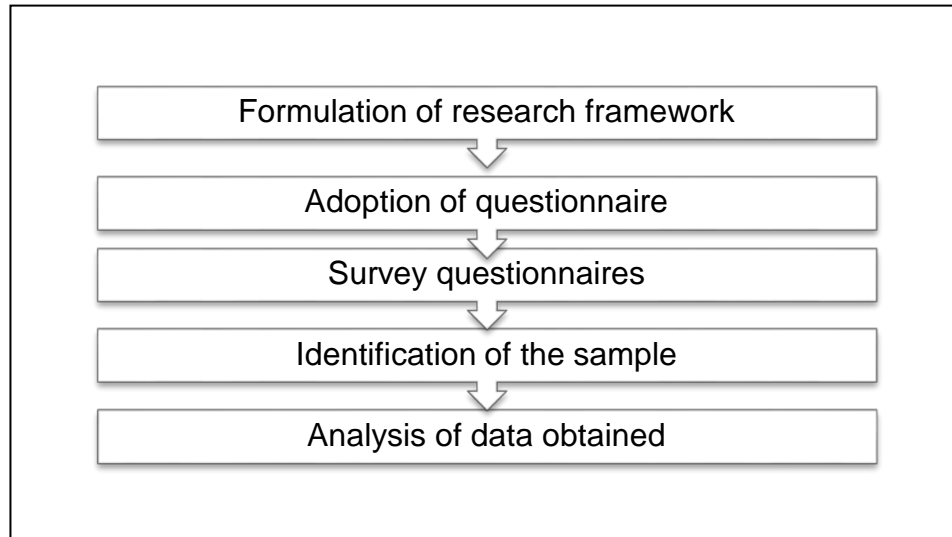 Formulation of research framework
Adoption of questionnaire
Survey questionnaires
Identification of the sample
Analysis of data obtained